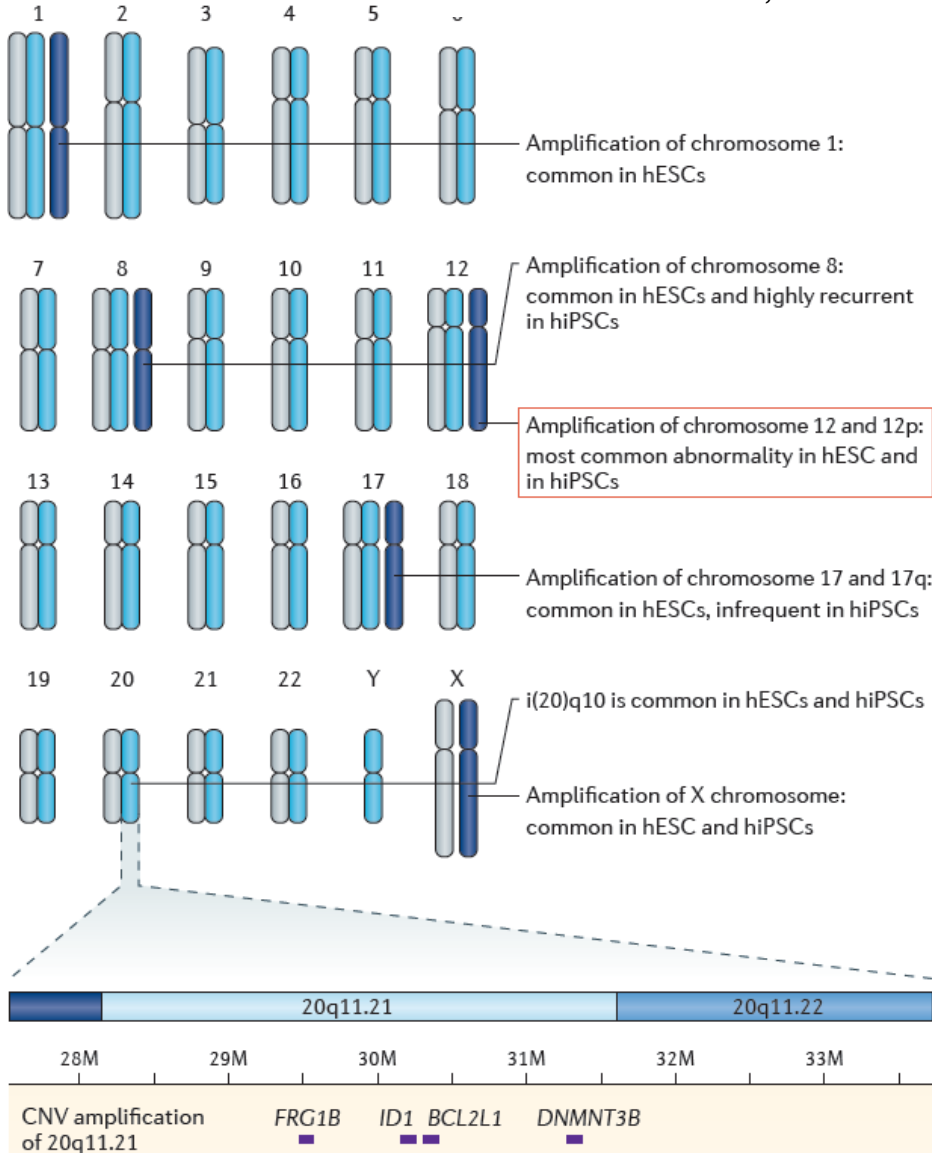 1 2 3 4 5
Amplification of chromosome 1:
common in hESCs
7 8 9 10 11 12
Amplification of chromosome 8:
common in hESCs and highly recurrent
in hiPSCs
Amplification of chromosome 12 and 12p:
most common abnormality in hESC and
in hiPSCs
13 14 15 16 17 18
Amplification of chromosome 17 and 17q:
common in hESCs, infrequent in hiPSCs
19 20 21 22 Y X
i(20)q10 is common in hESCs and hiPSCs
Amplification of X chromosome:
common in hESC and hiPSCs
20q11.21 20q11.22
28M 29M 30M 31M 32M 33M
CNV amplification
of 20q11.21
FRG1B ID1 BCL2L1 DNMNT3B